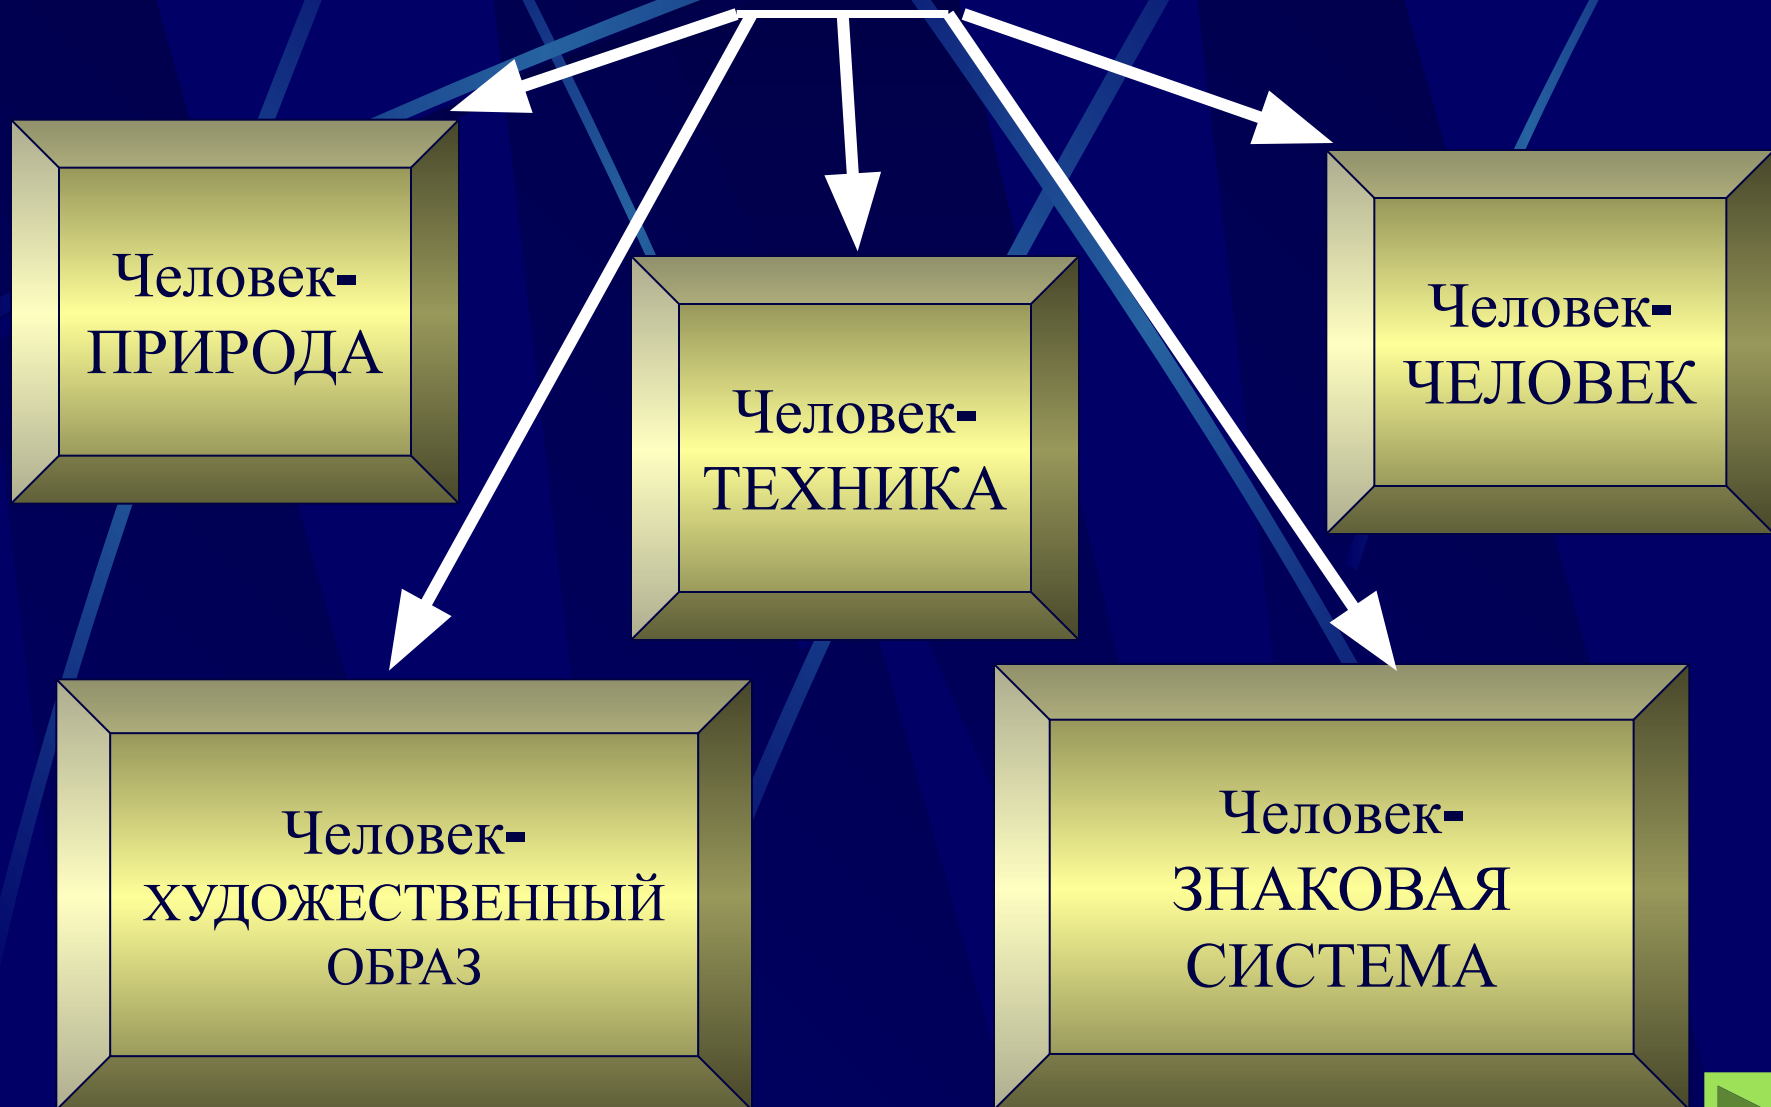 Человек-
ПРИРОДА
Человек-
ТЕХНИКА
Человек-
ЧЕЛОВЕК
Человек-
ХУДОЖЕСТВЕННЫЙ
ОБРАЗ
Человек-
ЗНАКОВАЯ
СИСТЕМА